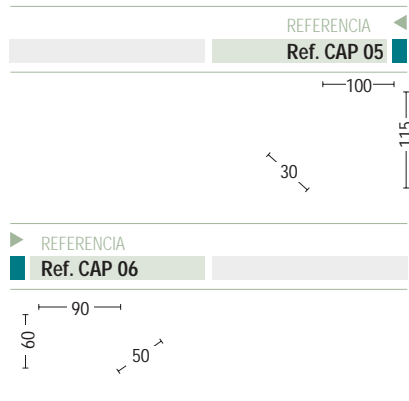 REFERENCIA
Ref. CAP 05
100
115
30
REFERENCIA
Ref. CAP 06
90
60
50